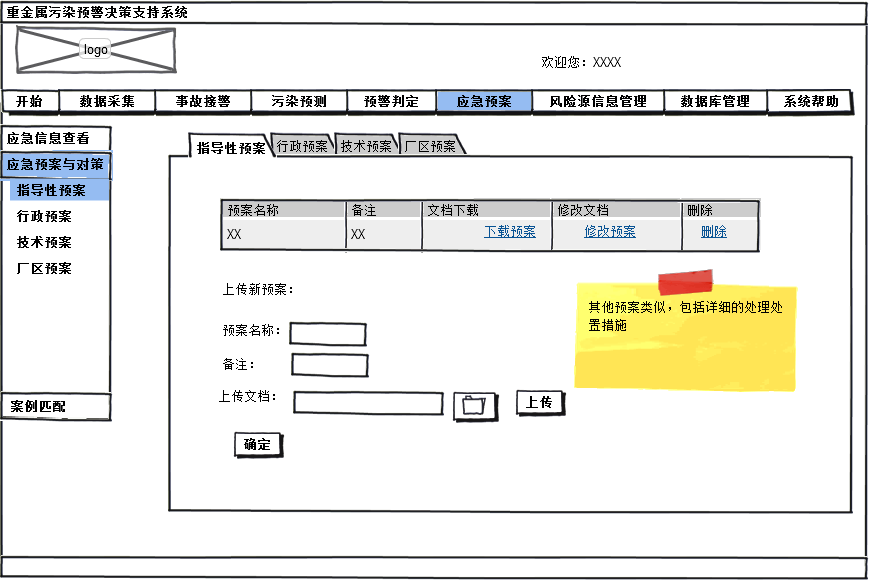 重金属污染预警决策支持系统
logo
欢迎您：XXXX
开始 数据采集 事故接警 污染预测 预警判定 应急预案 风险源信息管理 数据库管理 系统帮助
应急信息查看
应急预案与对策
指导性预案
行政预案
技术预案
厂区预案
案例匹配
指导性预案 行政预案 技术预案 厂区预案
预案名称 备注 文档下载 修改文档 删除
XX XX 下载预案 修改预案 删除
上传新预案：
预案名称：
备注：
上传文档：
上传
确定
其他预案类似，包括详细的处理处
置措施